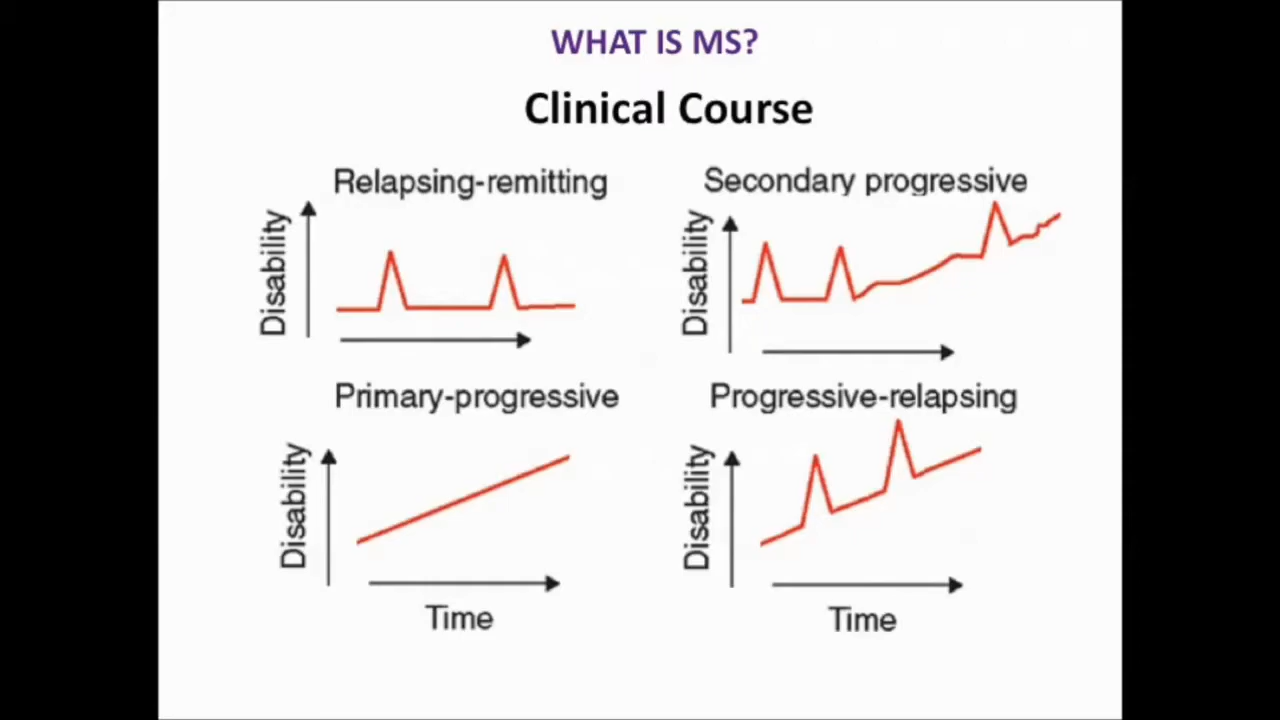 WHAT IS MS?
Clinical Course
Relapsing-remitting
Disability
Secondary progressive
Disability
Primary-progressive
Disability
Time
Progressive-relapsing
Disability
Time